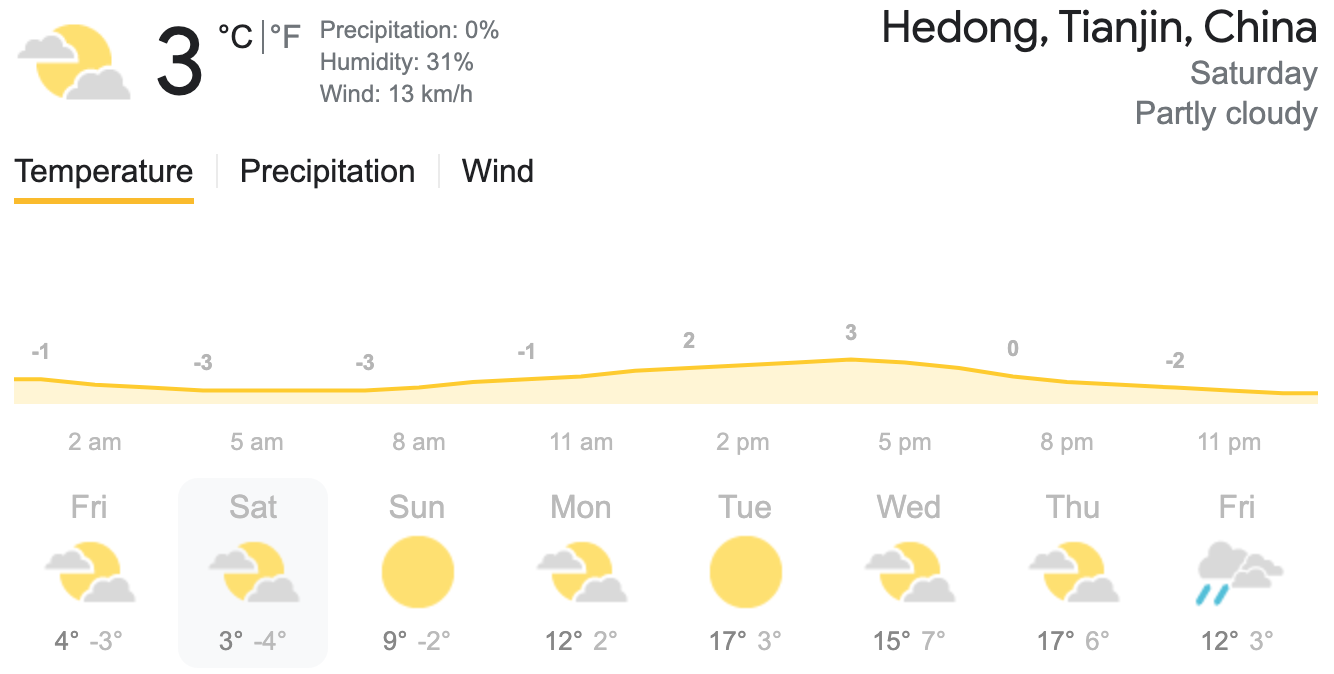 3 °C | °F
Precipitation: 0%
Humidity: 31%
Wind: 13 km/h
Hedong, Tianjin, China
Saturday
Partly cloudy
Temperature | Precipitation | Wind
-1 -3 -3 -1 2 3 0 -2
2 am 5 am 8 am 11 am 2 pm 5 pm 8 pm 11 pm
Fri Sat Sun Mon Tue Wed Thu Fri
4° -3° 3° -4° 9° -2° 12° 2° 17° 3° 15° 7° 17° 6° 12° 3°